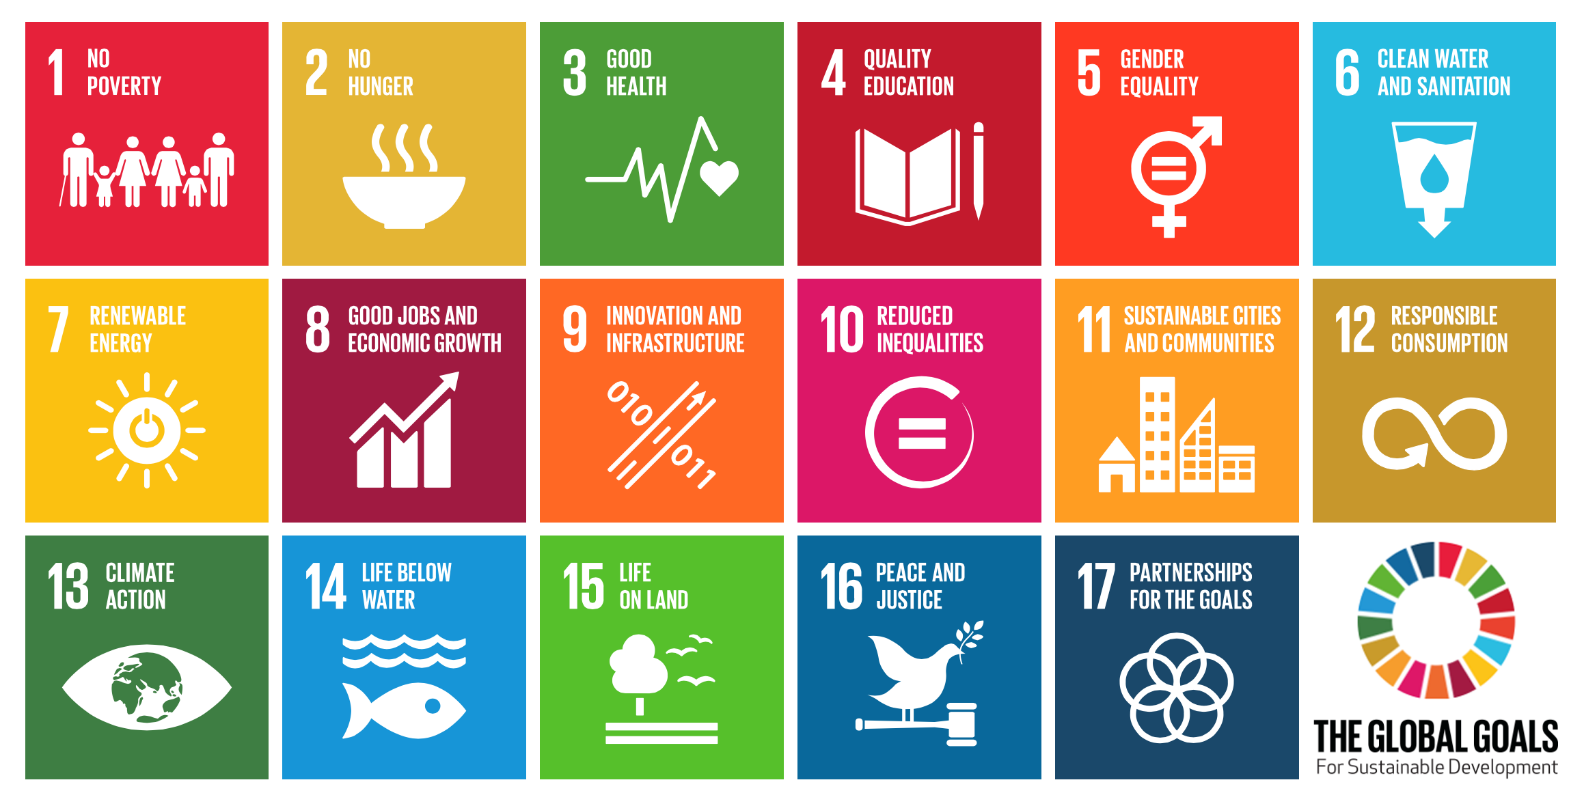 1 NO
POVERTY
2 NO
HUNGER
3 GOOD
HEALTH
4 QUALITY
EDUCATION
5 GENDER
EQUALITY
6 CLEAN WATER
AND SANITATION
7 RENEWABLE
ENERGY
8 GOOD JOBS AND
ECONOMIC GROWTH
9 INNOVATION AND
INFRASTRUCTURE
010
011
10 REDUCED
INEQUALITIES
11 SUSTAINABLE CITIES
AND COMMUNITIES
12 RESPONSIBLE
CONSUMPTION
13 CLIMATE
ACTION
14 LIFE BELOW
WATER
15 LIFE
ON LAND
16 PEACE AND
JUSTICE
17 PARTNERSHIPS
FOR THE GOALS
THE GLOBAL GOALS
For Sustainable Development